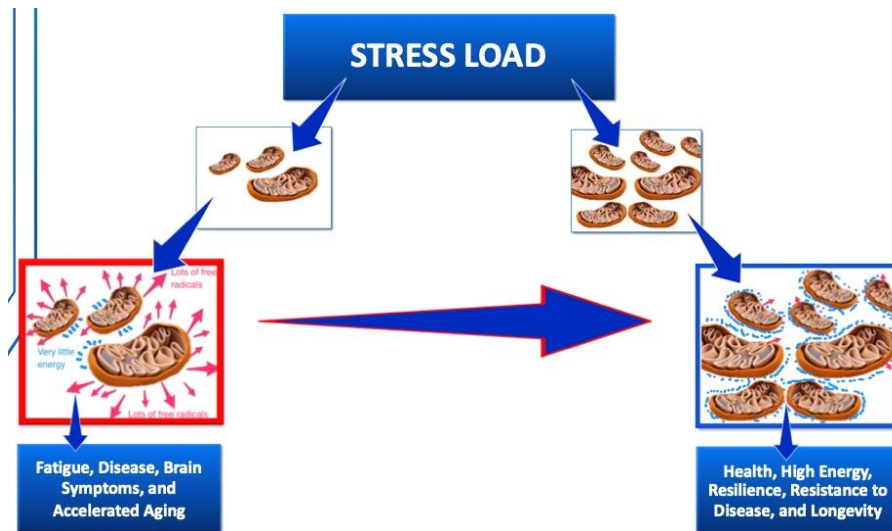 STRESS LOAD
Lots of free
radicals
Very little
energy
Lots of free radicals
Fatigue, Disease, Brain
Symptoms, and
Accelerated Aging
Health, High Energy,
Resilience, Resistance to
Disease, and Longevity